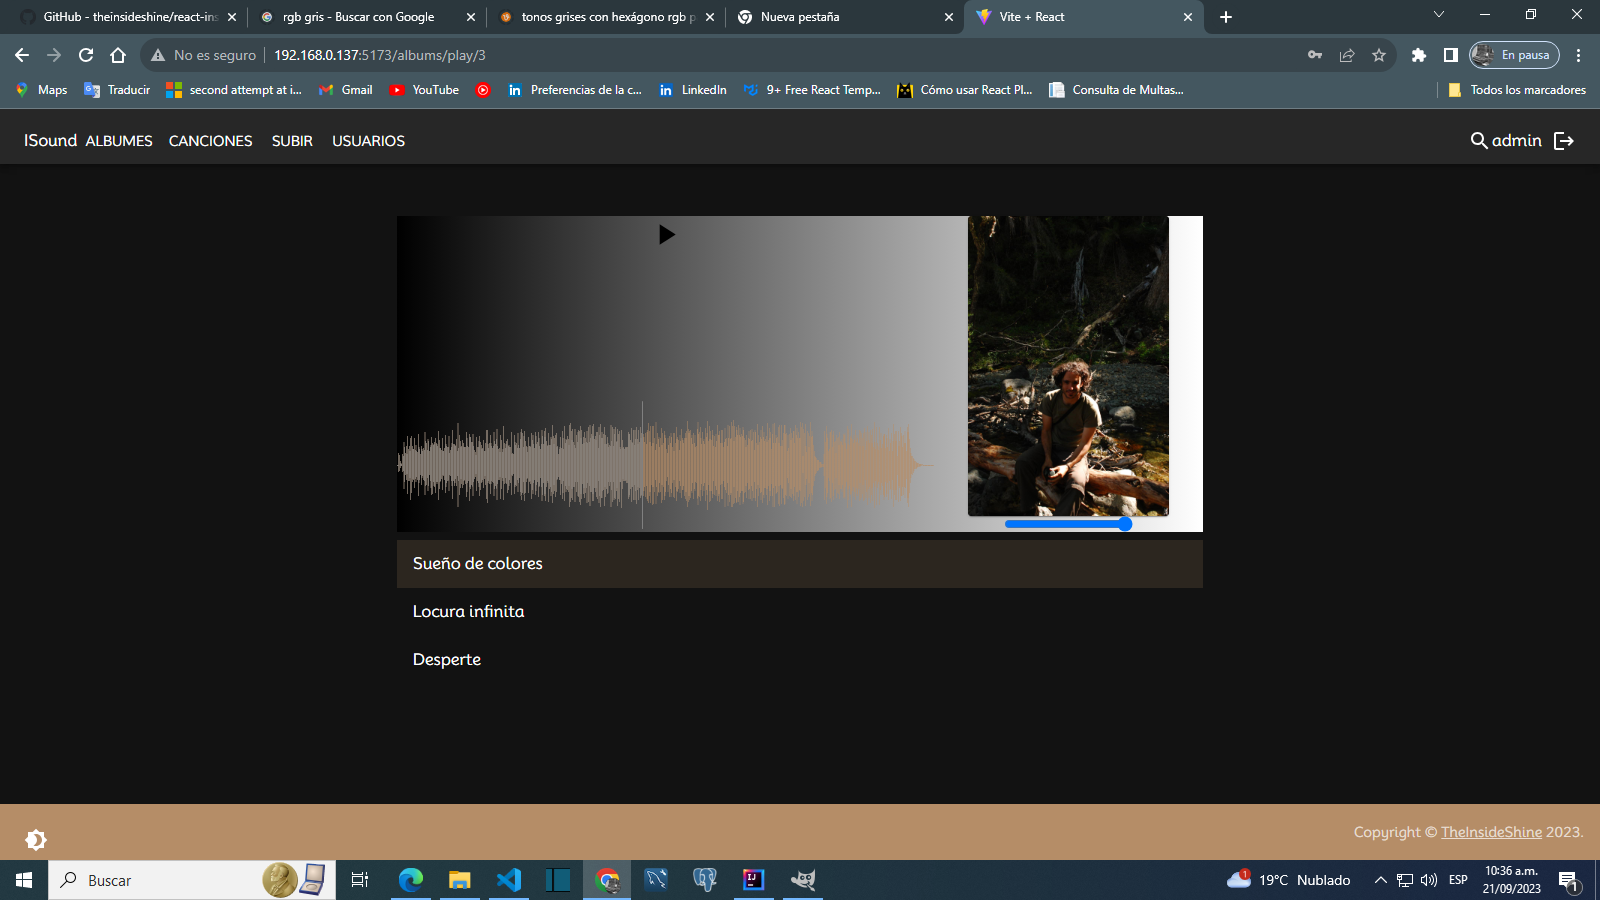 GitHub - theinsideshine/react-ins
rgb gris - Buscar con Google
tonos grises con hexágono rgb p
Nueva pestaña
Vite + React
No es seguro
192.168.0.137:5173/albums/play/3
En pausa
Maps
Traducir
second attempt at i...
Gmail
YouTube
Preferencias de la c...
LinkedIn
9+ Free React Temp...
Cómo usar React Pl...
Consulta de Multas...
Todos los marcadores
ISound ALBUMES CANCIONES SUBIR USUARIOS
admin
Sueño de colores
Locura infinita
Desperte
Copyright © TheInsideShine 2023.
Buscar
1
19°C Nublado
ESP
10:36 a.m.
21/09/2023
1